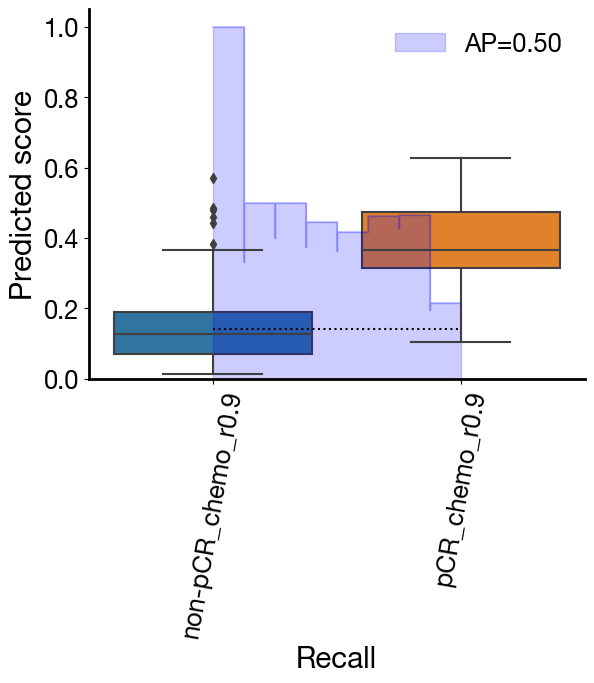 AP=0.50
Predicted score
1.0
0.8
0.6
0.4
0.2
0.0
non-pCR_chemo_r0.9
pCR_chemo_r0.9
Recall